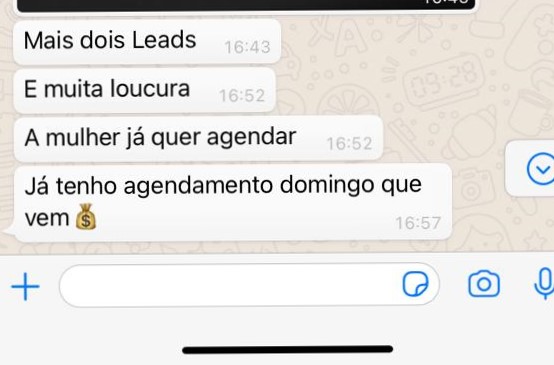 Mais dois Leads 16:43
E muita loucura 16:52
A mulher já quer agendar 16:52
Já tenho agendamento domingo que
vem 💰 16:57